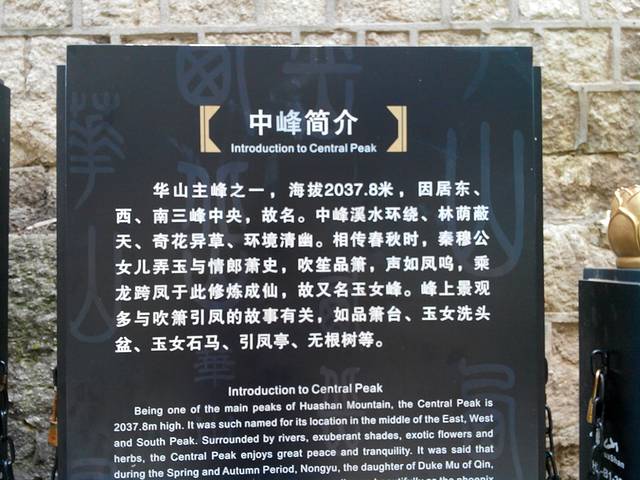 中峰简介
Introduction to Central Peak
华山主峰之一，海拔2037.8米，因居东、
西、南三峰中央，故名。中峰溪水环绕、林荫蔽
天、奇花异草、环境清幽。相传春秋时，秦穆公
女儿弄玉与情郎萧史，吹笙品箫，声如凤鸣，乘
龙跨凤于此修炼成仙，故又名玉女峰。峰上景观
多与吹箫引凤的故事有关，如品箫台、玉女洗头
盆、玉女石马、引凤亭、无根树等。
Introduction to Central Peak
Being one of the main peaks of Huashan Mountain, the Central Peak is
2037.8m high. It was such named for its location in the middle of the East, West
and South Peak. Surrounded by rivers, exuberant shades, exotic flowers and
herbs, the Central Peak enjoys great peace and tranquility. It was said that
during the Spring and Autumn Period, Nongyu, the daughter of Duke Mu of Qin,